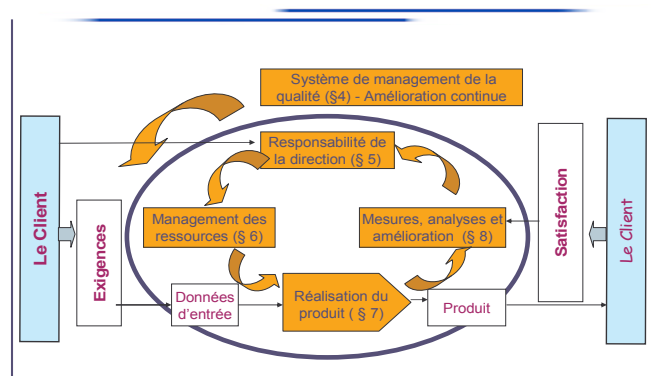 Système de management de la
qualité (§4) - Amélioration continue
Le Client
Exigences
Responsabilité de
la direction (§ 5)
Management des
ressources (§ 6)
Mesures, analyses et
amélioration (§ 8)
Données
d'entrée
Réalisation du
produit ( § 7)
Produit
Satisfaction
Le Client